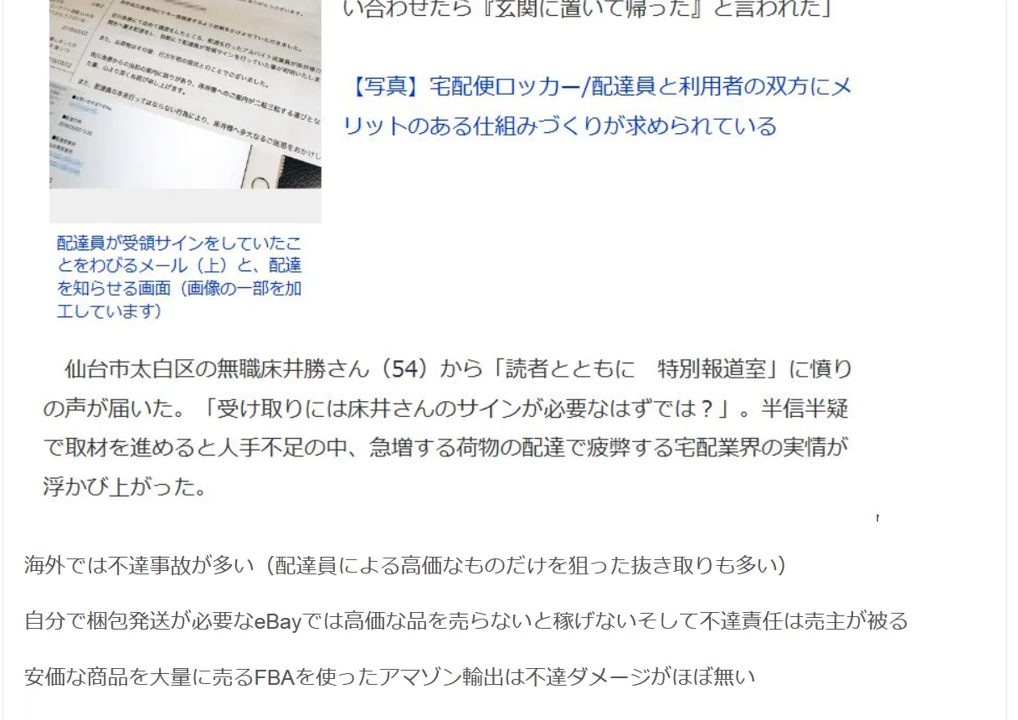 い合わせたら『玄関に置いて帰った』と言われた」
【写真】宅配便ロッカー/配達員と利用者の双方にメ
リットのある仕組みづくりが求められている
配達員が受領サインをしていたこ
とをわびるメール（上）と、配達
を知らせる画面（画像の一部を加
工しています）
仙台市太白区の無職床井勝さん（54）から「読者とともに　特別報道室」に憤り
の声が届いた。「受け取りには床井さんのサインが必要なはずでは？」。半信半疑
で取材を進めると人手不足の中、急増する荷物の配達で疲弊する宅配業界の実情が
浮かび上がった。
海外では不達事故が多い（配達員による高価なものだけを狙った抜き取りも多い）
自分で梱包発送が必要なeBayでは高価な品を売らないと稼げないそして不達責任は売主が被る
安価な商品を大量に売るFBAを使ったアマゾン輸出は不達ダメージがほぼ無い